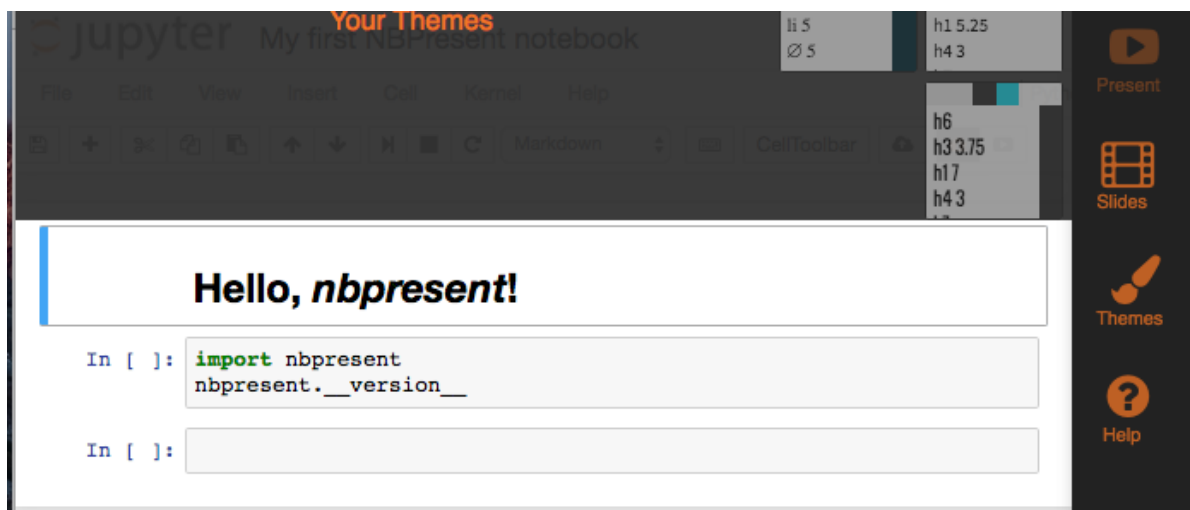 Your Themes
jupyter My first NBPresent notebook
li 5
Ø 5
h1 5.25
h4 3
File Edit View Insert Cell Kernel Help
Markdown CellToolbar
h6
h3 3.75
h1 7
h4 3
Present
Slides
Themes
Help
Hello, nbpresent!
In [ ]: import nbpresent
nbpresent.__version__
In [ ]: